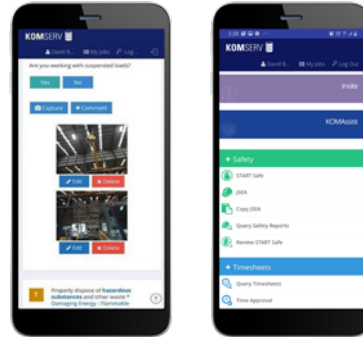 KOMSERV
David B...
My Jobs
Log ..
Are you working with suspended loads?
Yes
No
Capture
+ Comment
Edit
Delete
Edit
Delete
?
Properly dispose of hazardous
substances and other waste *
Damaging Energy : Flammable
?
KOMSERV
David B...
My Jobs
Log Out
Insite
KOMAssist
+ Safety
START Safe
JSEA
Copy JSEA
Query Safety Reports
Review START Safe
+ Timesheets
Query Timesheets
Time Approval